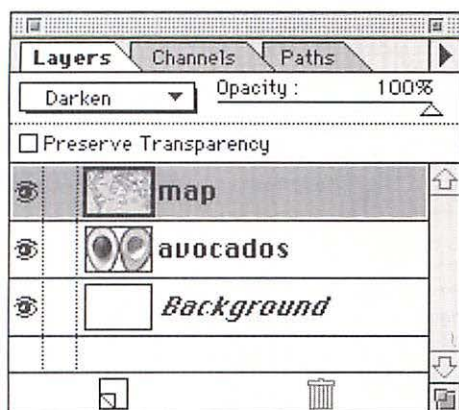 Layers Channels Paths
Darken Opacity: 100%
Preserve Transparency
map
avocados
Background